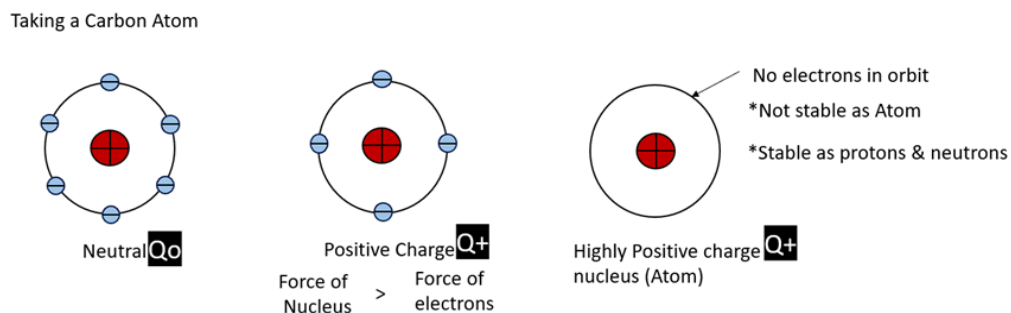 Taking a Carbon Atom
No electrons in orbit
*Not stable as Atom
*Stable as protons & neutrons
Neutral Qo
Positive Charge Q+
Force of
Nucleus
>
Force of
electrons
Highly Positive charge Q+
nucleus (Atom)